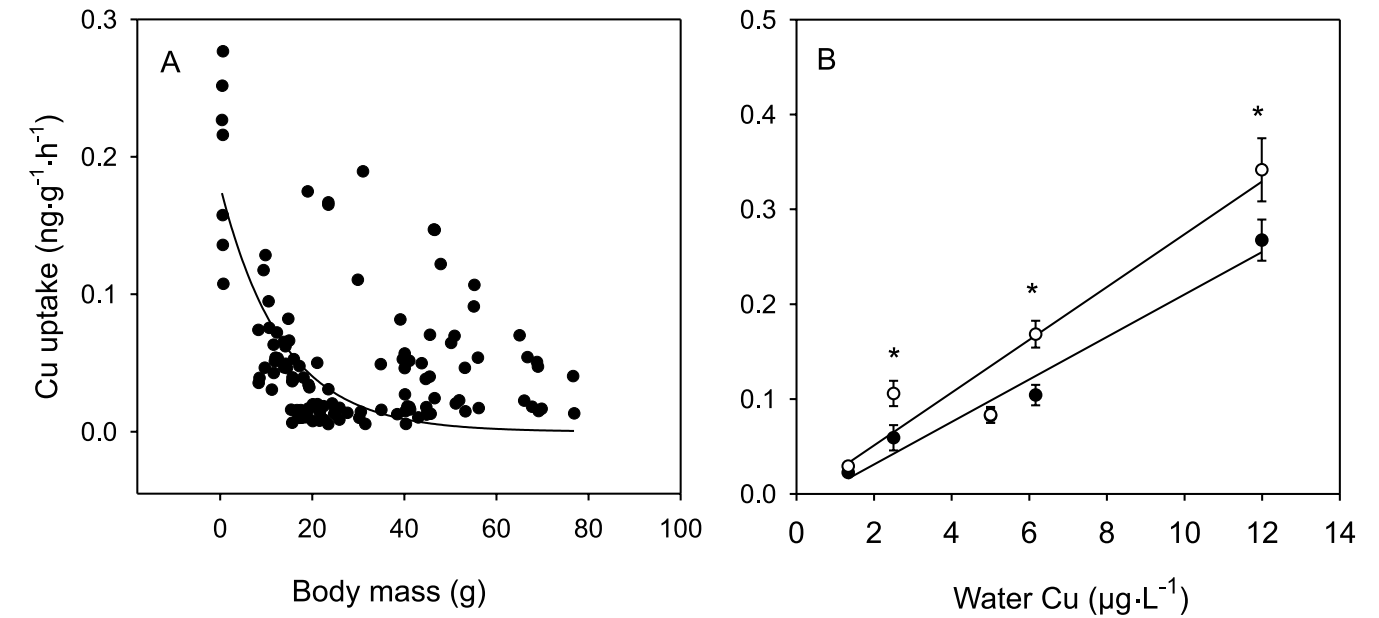 A
Cu uptake (ng·g⁻¹·h⁻¹)
0.3
0.2
0.1
0.0
0 20 40 60 80 100
Body mass (g)
B
0.5
0.4
0.3
0.2
0.1
0.0
* * *
0 2 4 6 8 10 12 14
Water Cu (µg·L⁻¹)